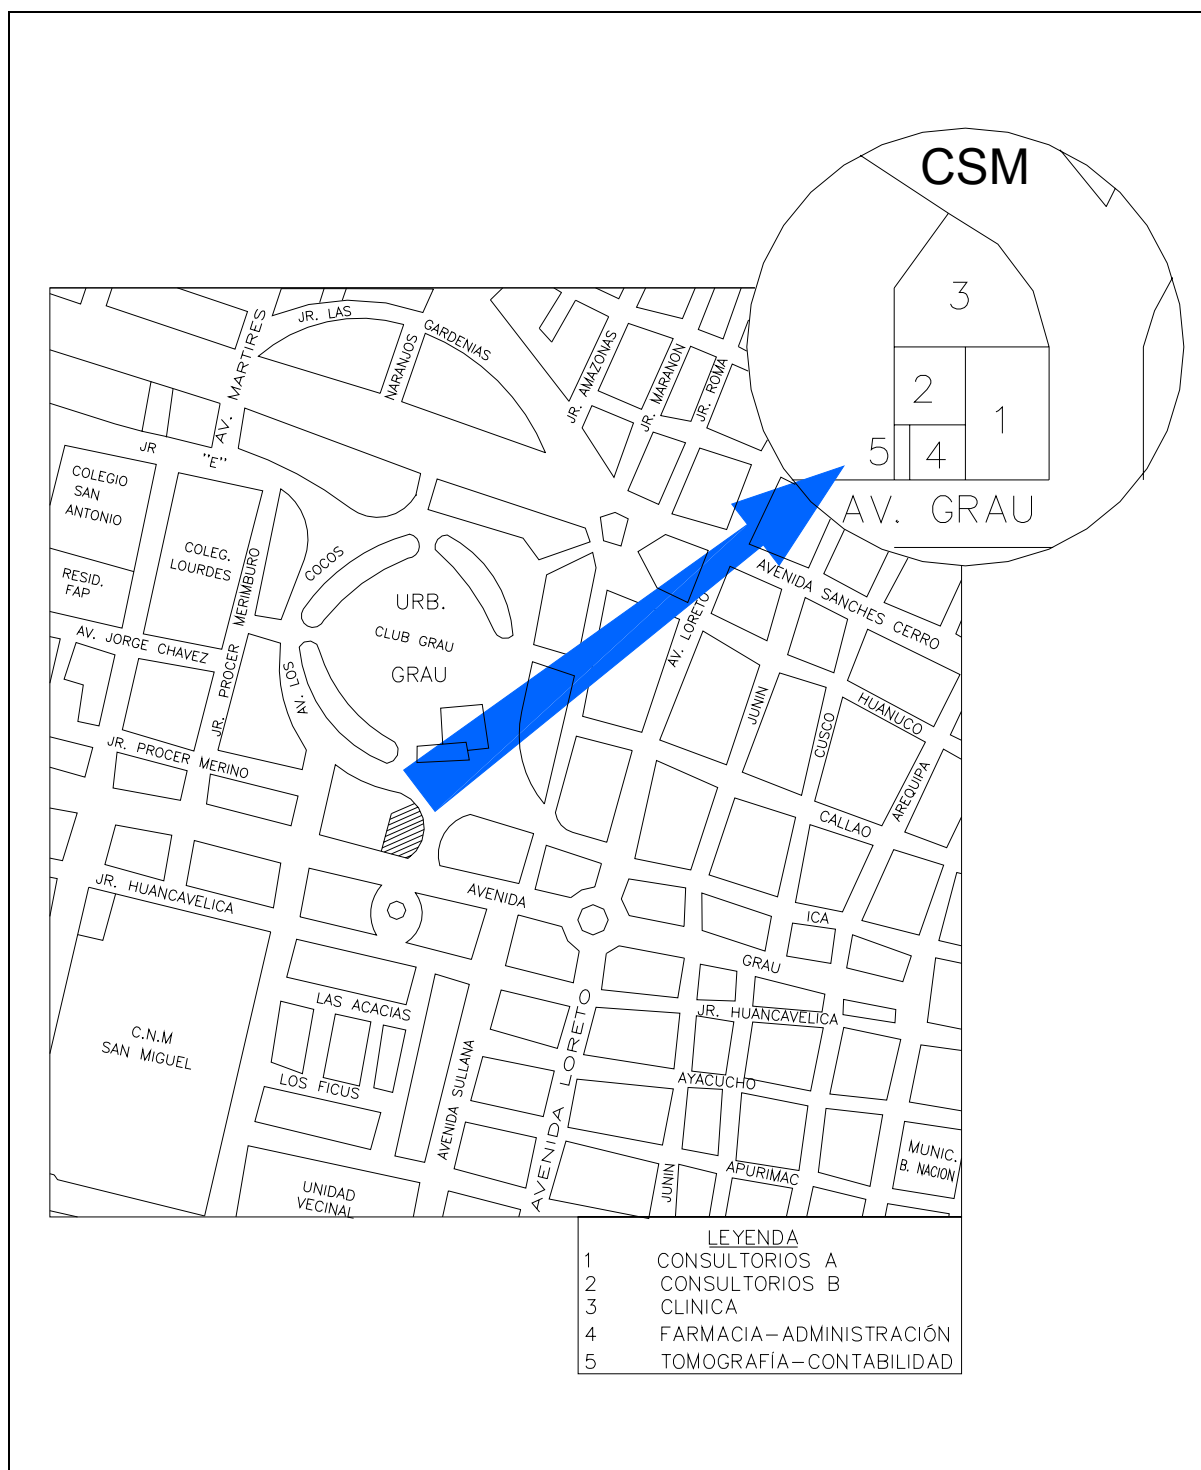 CSM
3
2
1
5
4
AV. GRAU
JR. LAS
GARDENIAS
AV. MARTIRES
NARANJOS
JR. AMAZONAS
JR. MARANON
JR. ROMA
JR
"E"
COLEGIO
SAN
ANTONIO
COLEG.
LOURDES
RESID.
FAP
AV. JORGE CHAVEZ
JR. PROCER MERIMBURO
COCOS
AV. LOS
URB.
CLUB GRAU
GRAU
AV. LORETO
AVENIDA SANCHES CERRO
JUNIN
CUSCO
HUANUCO
AREQUIPA
CALLAO
JR. PROCER MERINO
JR. HUANCAVELICA
AVENIDA
ICA
GRAU
JR. HUANCAVELICA
LAS ACACIAS
C.N.M
SAN MIGUEL
LOS FICUS
AVENIDA SULLANA
AVENIDA LORETO
AYACUCHO
JUNIN
APURIMAC
MUNIC.
B. NACION
UNIDAD
VECINAL
LEYENDA
1 CONSULTORIOS A
2 CONSULTORIOS B
3 CLINICA
4 FARMACIA-ADMINISTRACIÓN
5 TOMOGRAFÍA-CONTABILIDAD